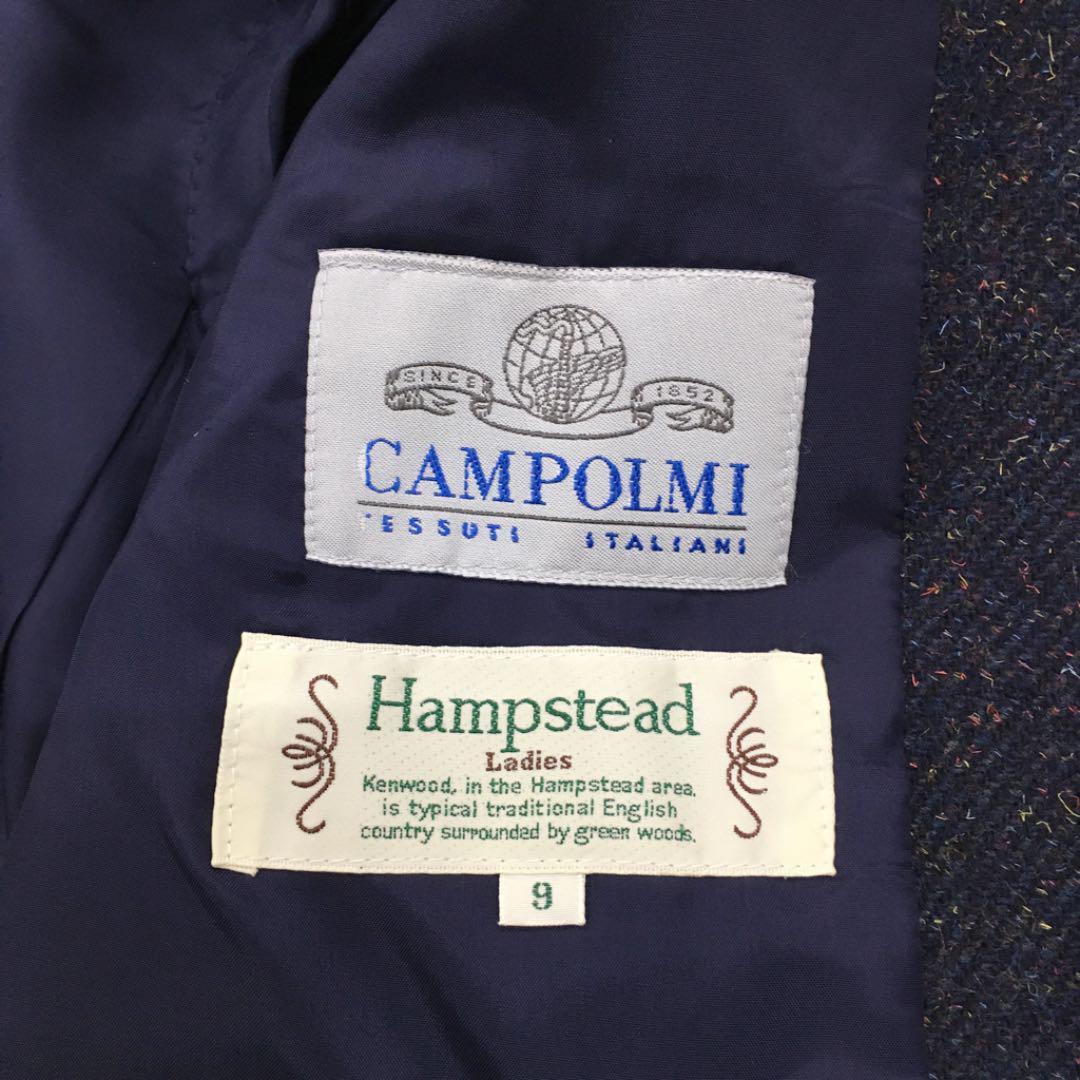 SINCE 1852
CAMPOLMI
TESSUTI ITALIANI
Hampstead
Ladies
Kenwood, in the Hampstead area,
is typical traditional English
country surrounded by green woods.
9